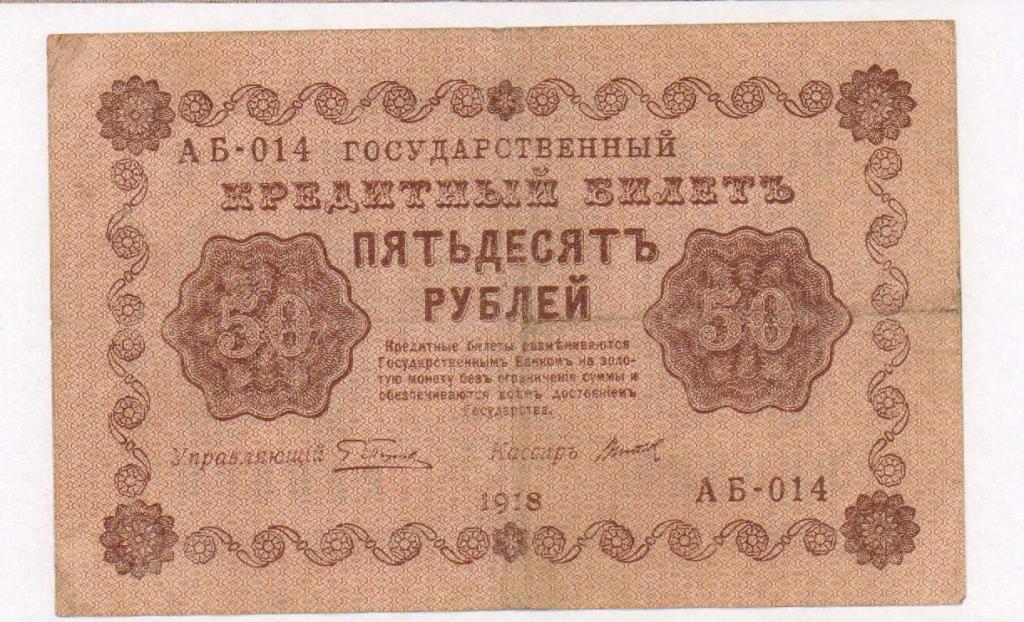 АБ-014 ГОСУДАРСТВЕННЫЙ
КРЕДИТНЫЙ БИЛЕТЪ
ПЯТЬДЕСЯТЪ
РУБЛЕЙ
50
50
Кредитные билеты размѣниваются
Государственнымъ Банкомъ на золо-
тую монету безъ ограниченія суммы и
обезпечиваются всѣмъ достояніемъ
Государства.
Управляющій
Кассиръ
АБ-014
1918